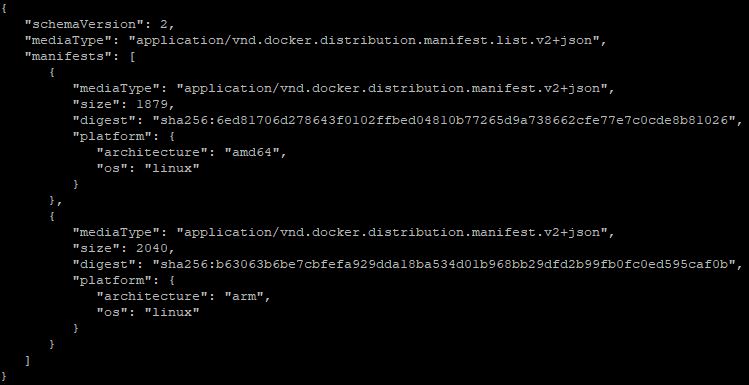 {
   "schemaVersion": 2,
   "mediaType": "application/vnd.docker.distribution.manifest.list.v2+json",
   "manifests": [
      {
         "mediaType": "application/vnd.docker.distribution.manifest.v2+json",
         "size": 1879,
         "digest": "sha256:6ed81706d278643f0102ffbed04810b77265d9a738662cfe77e7c0cde8b81026",
         "platform": {
            "architecture": "amd64",
            "os": "linux"
         }
      },
      {
         "mediaType": "application/vnd.docker.distribution.manifest.v2+json",
         "size": 2040,
         "digest": "sha256:b63063b6be7cbfefa929dda18ba534d01b968bb29dfd2b99fb0fc0ed595caf0b",
         "platform": {
            "architecture": "arm",
            "os": "linux"
         }
      }
   ]
}